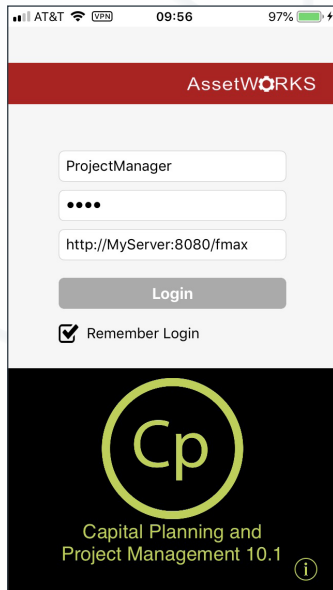 AT&T VPN 09:56 97%
AssetWORKS
ProjectManager
••••
http://MyServer:8080/fmax
Login
Remember Login
Cp
Capital Planning and
Project Management 10.1
i